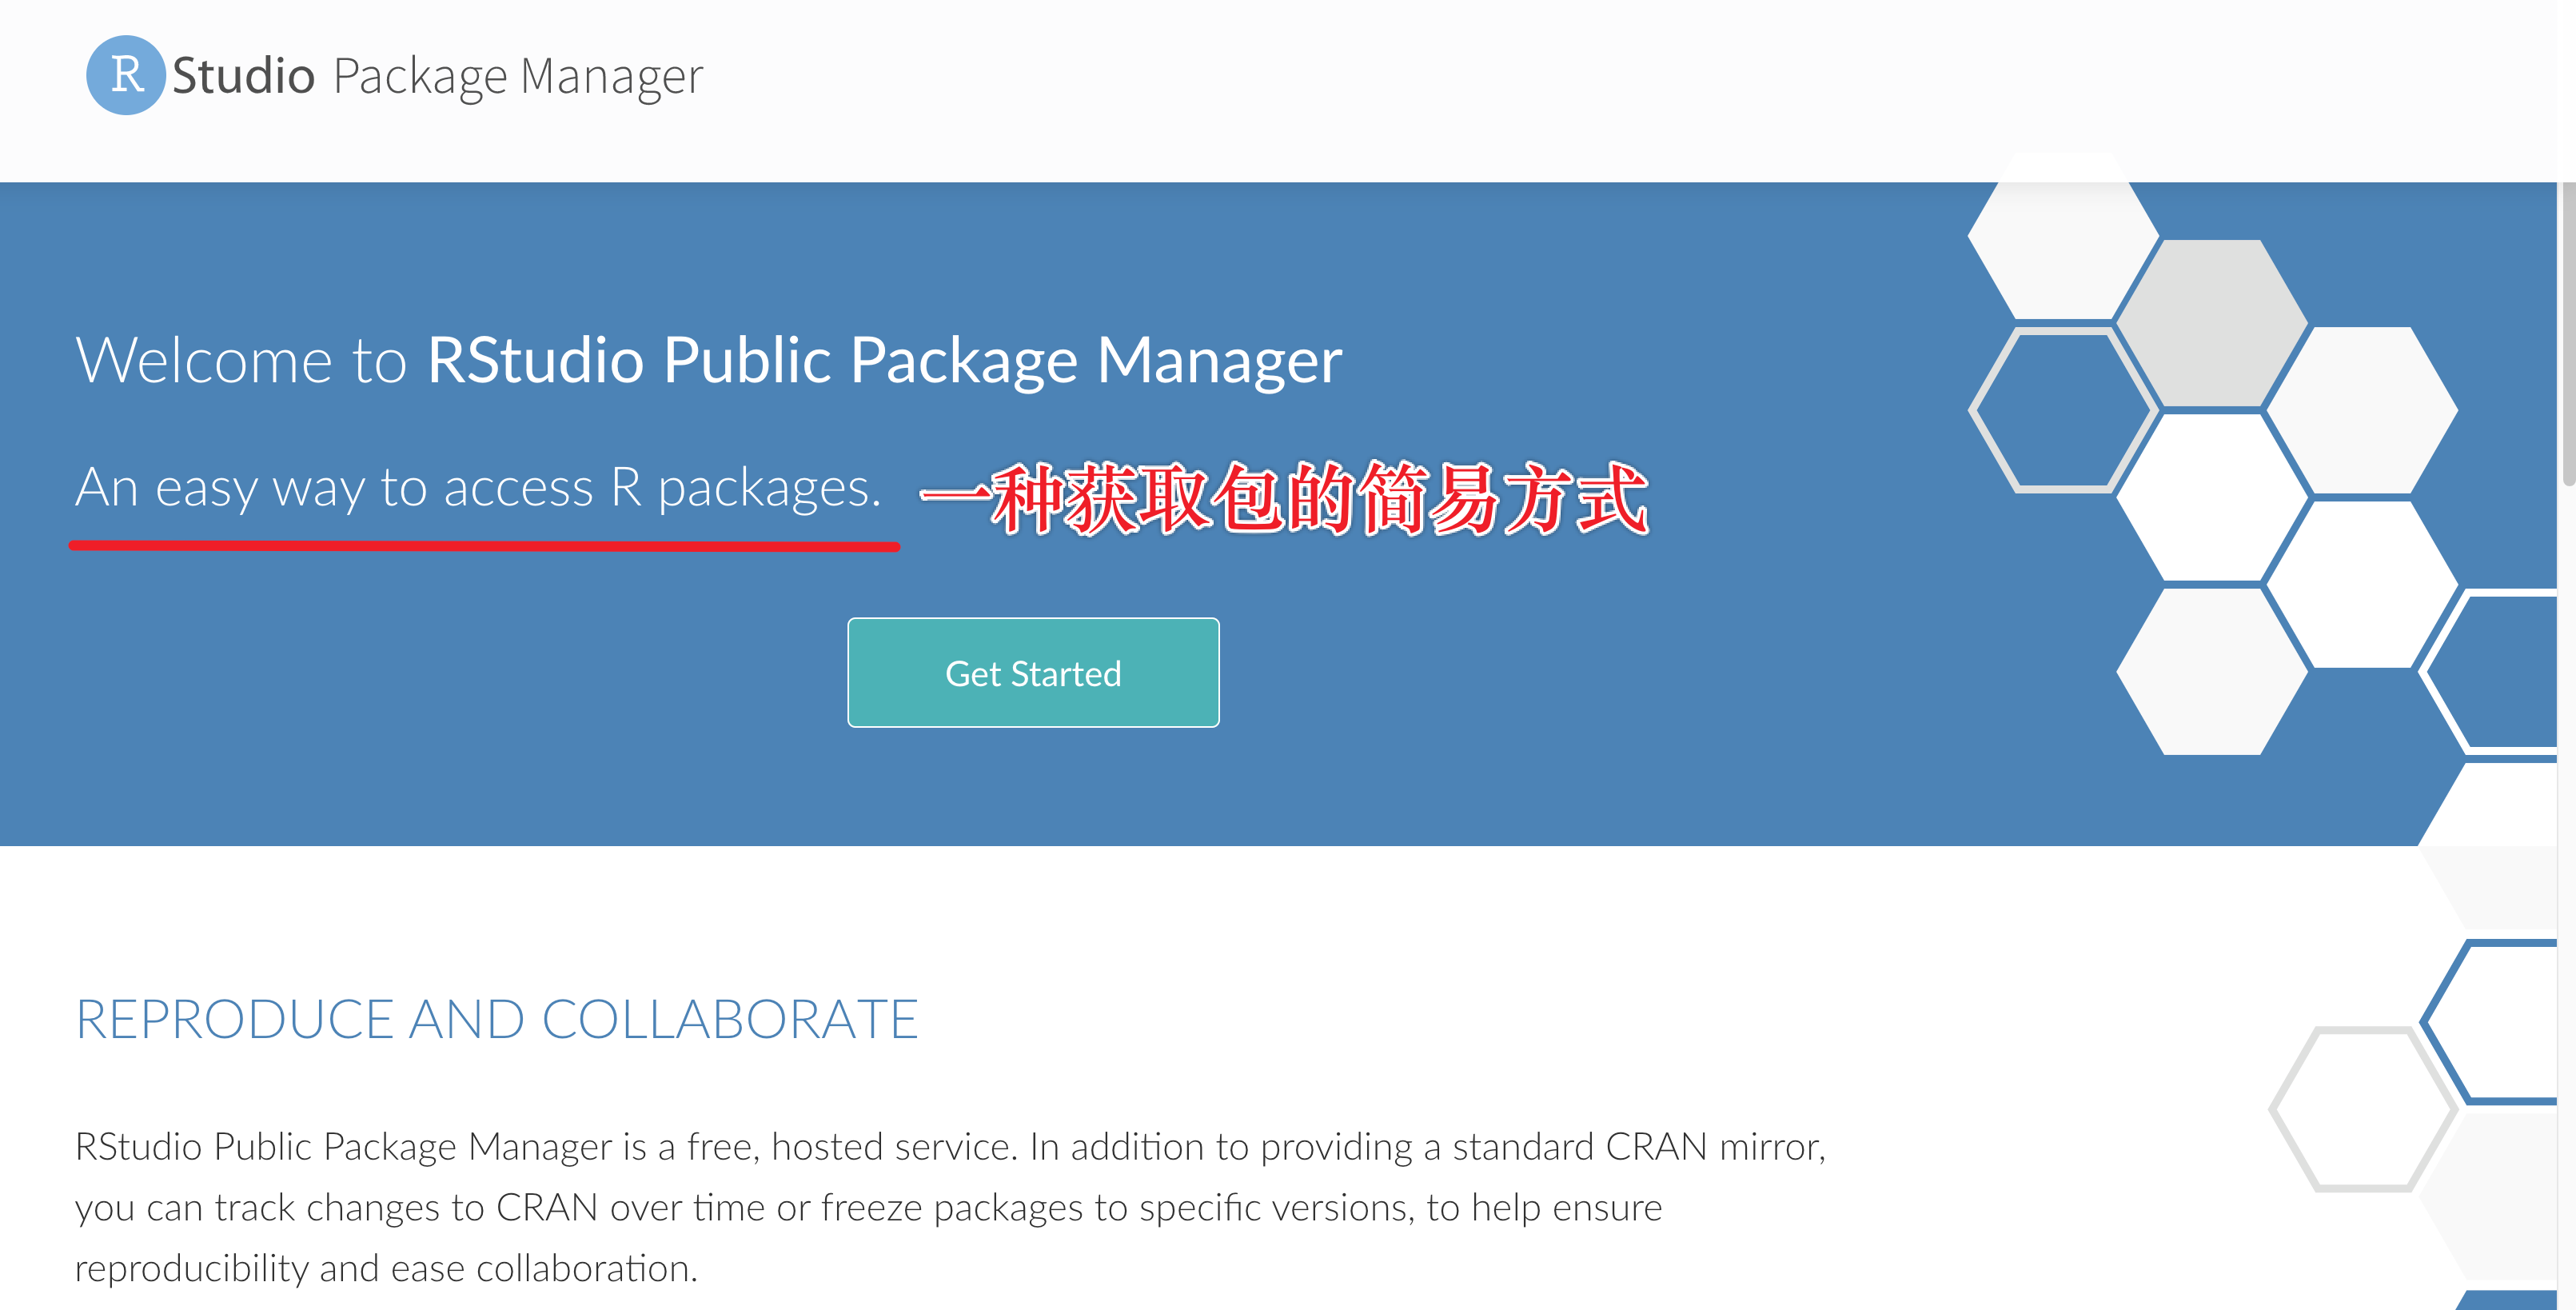 RStudio Package Manager
Welcome to RStudio Public Package Manager
An easy way to access R packages. 一种获取包的简易方式
Get Started
REPRODUCE AND COLLABORATE
RStudio Public Package Manager is a free, hosted service. In addition to providing a standard CRAN mirror,
you can track changes to CRAN over time or freeze packages to specific versions, to help ensure
reproducibility and ease collaboration.